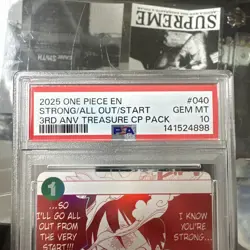 SUPREME
2025 ONE PIECE EN
#040
STRONG/ALL OUT/START
GEM MT
3RD ANV TREASURE CP PACK
10
PSA
141524898
1
...SO
I'LL GO ALL
OUT FROM
THE VERY
START!!!
I KNOW
YOU'RE
STRONG...